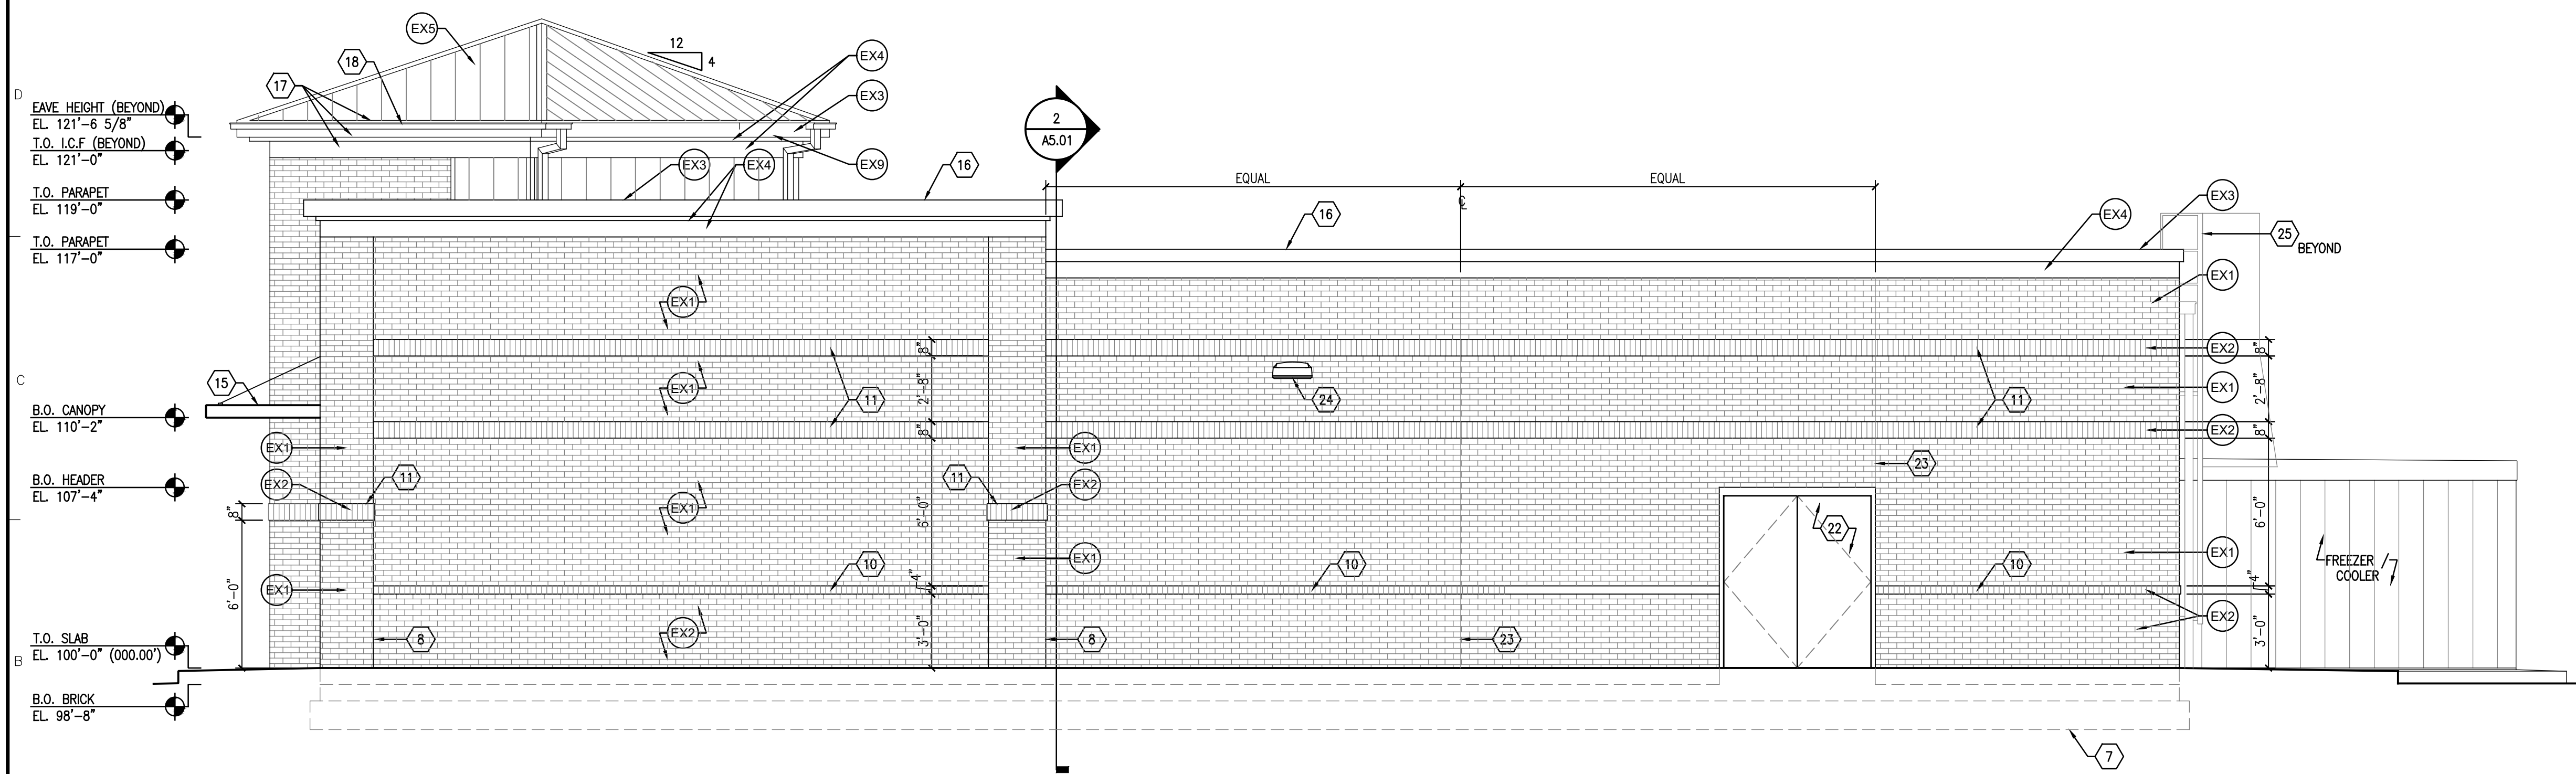 D
C
B
EAVE HEIGHT (BEYOND)
EL. 121'-6 5/8"
T.O. I.C.F (BEYOND)
EL. 121'-0"
T.O. PARAPET
EL. 119'-0"
T.O. PARAPET
EL. 117'-0"
B.O. CANOPY
EL. 110'-2"
B.O. HEADER
EL. 107'-4"
T.O. SLAB
EL. 100'-0" (000.00')
B.O. BRICK
EL. 98'-8"
EX5
18
17
12
4
EX4
EX3
EX9
EX3
EX4
16
2
A5.01
EQUAL
EQUAL
16
EX4
EX3
25
BEYOND
EX1
EX1
EX2
8"
8"
EX1
24
15
11
2'-8"
11
EX1
2'-8"
EX2
8"
8"
EX1
EX1
23
11
11
EX2
EX2
8"
EX1
6'-0"
22
6'-0"
EX1
EX1
10
10
10
FREEZER /
COOLER
4"
4"
EX1
6'-0"
EX2
3'-0"
EX2
3'-0"
8
8
23
7